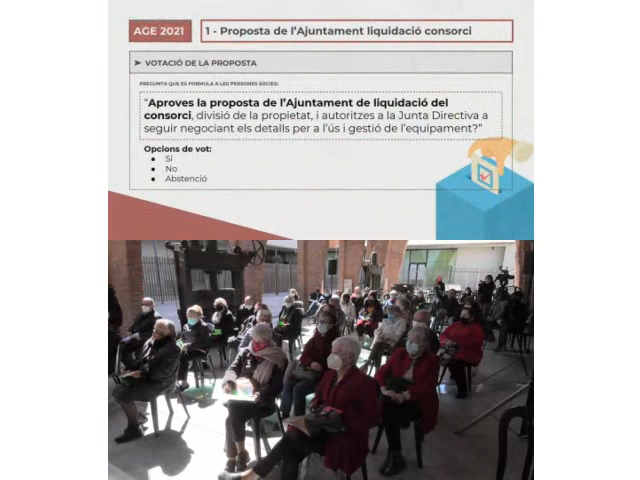 AGE 2021
1 - Proposta de l'Ajuntament liquidació consorci
➤ VOTACIÓ DE LA PROPOSTA
PREGUNTA QUE ES FORMULA A LES PERSONES SÒCIES:
"Aproves la proposta de l'Ajuntament de liquidació del
consorci, divisió de la propietat, i autoritzes a la Junta Directiva a
seguir negociant els detalls per a l'ús i gestió de l'equipament?"
Opcions de vot:
● Sí
● No
● Abstenció